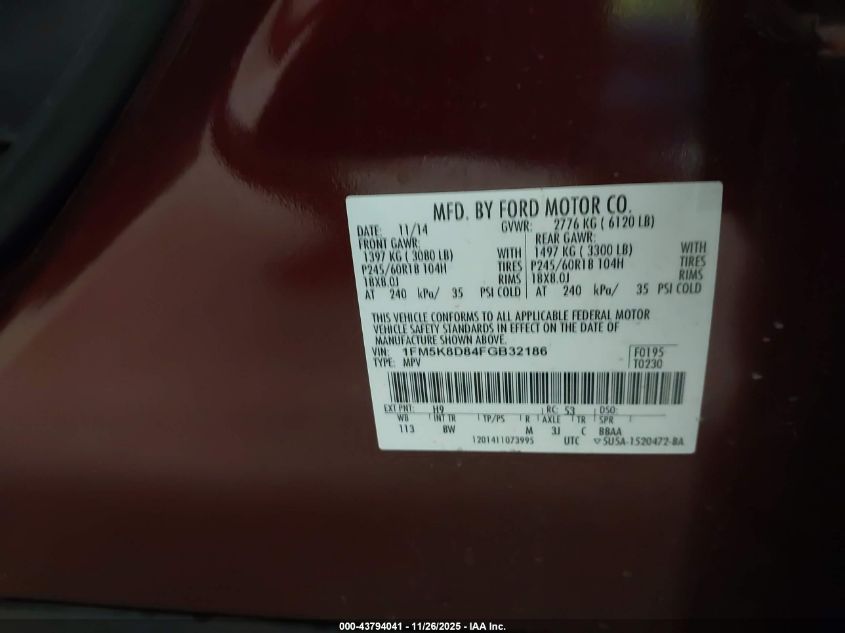 MFD. BY FORD MOTOR CO.
DATE: 11/14 GVWR: 2776 KG ( 6120 LB)
FRONT GAWR: REAR GAWR:
1397 KG ( 3080 LB) WITH 1497 KG ( 3300 LB) WITH
P245/60R18 104H TIRES P245/60R18 104H TIRES
18X8.0J RIMS 18X8.0J RIMS
AT 240 kPa/ 35 PSI COLD AT 240 kPa/ 35 PSI COLD
THIS VEHICLE CONFORMS TO ALL APPLICABLE FEDERAL MOTOR
VEHICLE SAFETY STANDARDS IN EFFECT ON THE DATE OF
MANUFACTURE SHOWN ABOVE.
VIN: 1FM5K8D84FGB32186 F0195
TYPE: MPV T0230
EXT PNT: H9 RC: 53 DSO:
WB INT TR TP/PS R AXLE TR SPR
113 BW M 3J C BBAA
1201411073995 UTC ▽ 5U5A-1520472-BA
000-43794041 - 11/26/2025 - IAA Inc.